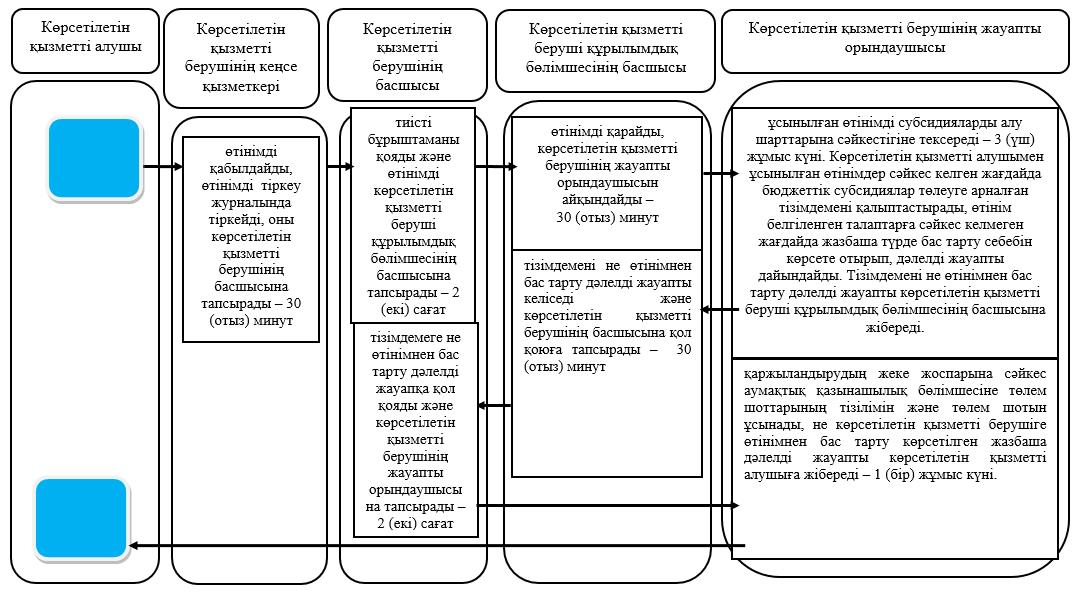 Көрсетілетін
қызметті алушы
Көрсетілетін
қызметті
берушінің кеңсе
қызметкері
Көрсетілетін
қызметті
берушінің
басшысы
Көрсетілетін қызметті
беруші құрылымдық
бөлімшесінің басшысы
Көрсетілетін қызметті берушінің жауапты
орындаушысы
өтінімді
қабылдайды,
өтінімді тіркеу
журналында
тіркейді, оны
көрсетілетін
қызметті
берушінің
басшысына
тапсырады – 30
(отыз) минут
тиісті
бұрыштаманы
қояды және
өтінімді
көрсетілетін
қызметті
беруші
құрылымдық
бөлімшесінің
басшысына
тапсырады – 2
(екі) сағат
тізімдемеге не
өтінімнен бас
тарту дәлелді
жауапқа қол
қояды және
көрсетілетін
қызметті
берушінің
жауапты
орындаушысы
на тапсырады –
2 (екі) сағат
өтінімді қарайды,
көрсетілетін қызметті
берушінің жауапты
орындаушысын
айқындайды –
30 (отыз) минут
тізімдемені не өтінімнен
бас тарту дәлелді жауапты
келіседі және
көрсетілетін қызметті
берушінің басшысына қол
қоюға тапсырады – 30
(отыз) минут
ұсынылған өтінімді субсидияларды алу
шарттарына сәйкестігіне тексереді – 3 (үш)
жұмыс күні. Көрсетілетін қызметті алушымен
ұсынылған өтінімдер сәйкес келген жағдайда
бюджеттік субсидиялар төлеуге арналған
тізімдемені қалыптастырады, өтінім
белгіленген талаптарға сәйкес келмеген
жағдайда жазбаша түрде бас тарту себебін
көрсете отырып, дәлелді жауапты
дайындайды. Тізімдемені не өтінімнен бас
тарту дәлелді жауапты көрсетілетін қызметті
беруші құрылымдық бөлімшесінің басшысына
жібереді.
қаржыландырудың жеке жоспарына сәйкес
аумақтық қазынашылық бөлімшесіне төлем
шоттарының тізілімін және төлем шотын
ұсынады, не көрсетілетін қызметті берушіге
өтінімнен бас тарту көрсетілген жазбаша
дәлелді жауапты көрсетілетін қызметті
алушыға жібереді – 1 (бір) жұмыс күні.